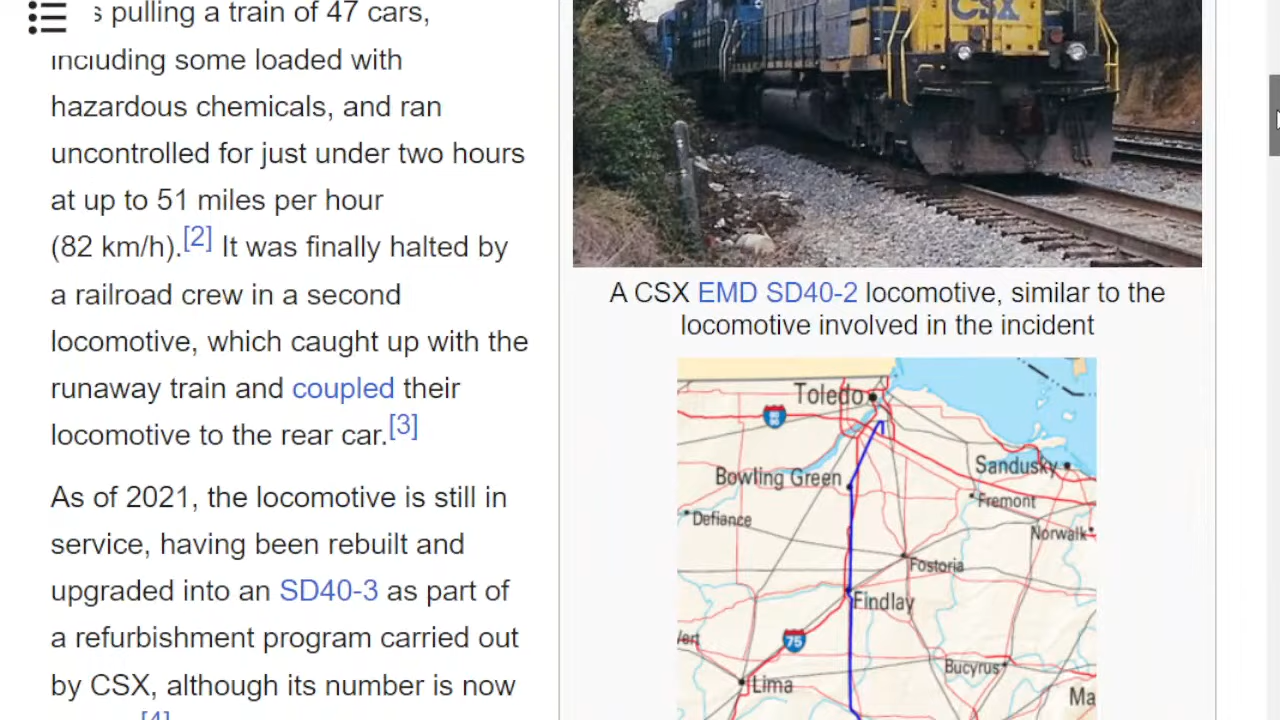 s pulling a train of 47 cars,
including some loaded with
hazardous chemicals, and ran
uncontrolled for just under two hours
at up to 51 miles per hour
(82 km/h).[2] It was finally halted by
a railroad crew in a second
locomotive, which caught up with the
runaway train and coupled their
locomotive to the rear car.[3]
As of 2021, the locomotive is still in
service, having been rebuilt and
upgraded into an SD40-3 as part of
a refurbishment program carried out
by CSX, although its number is now
[4]
CSX
A CSX EMD SD40-2 locomotive, similar to the
locomotive involved in the incident
Toledo
Sandusky
Bowling Green
Fremont
Defiance
Norwalk
Fostoria
Findlay
75
Bucyrus
Lima
Ma